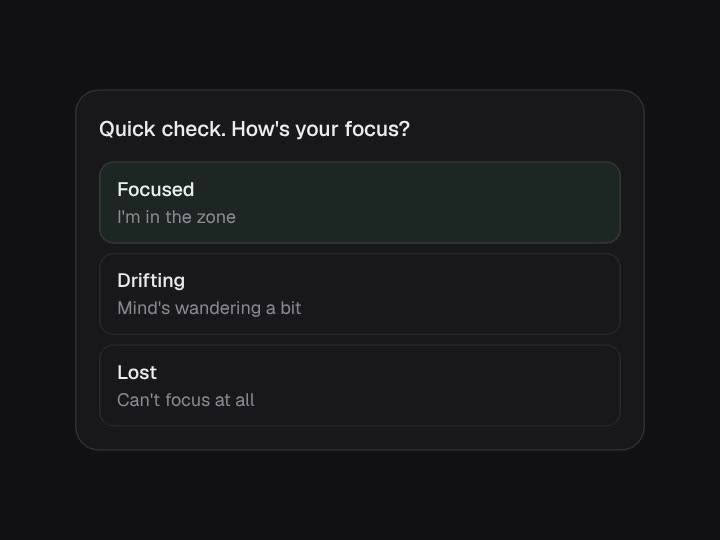 Quick check. How's your focus?
Focused
I'm in the zone
Drifting
Mind's wandering a bit
Lost
Can't focus at all